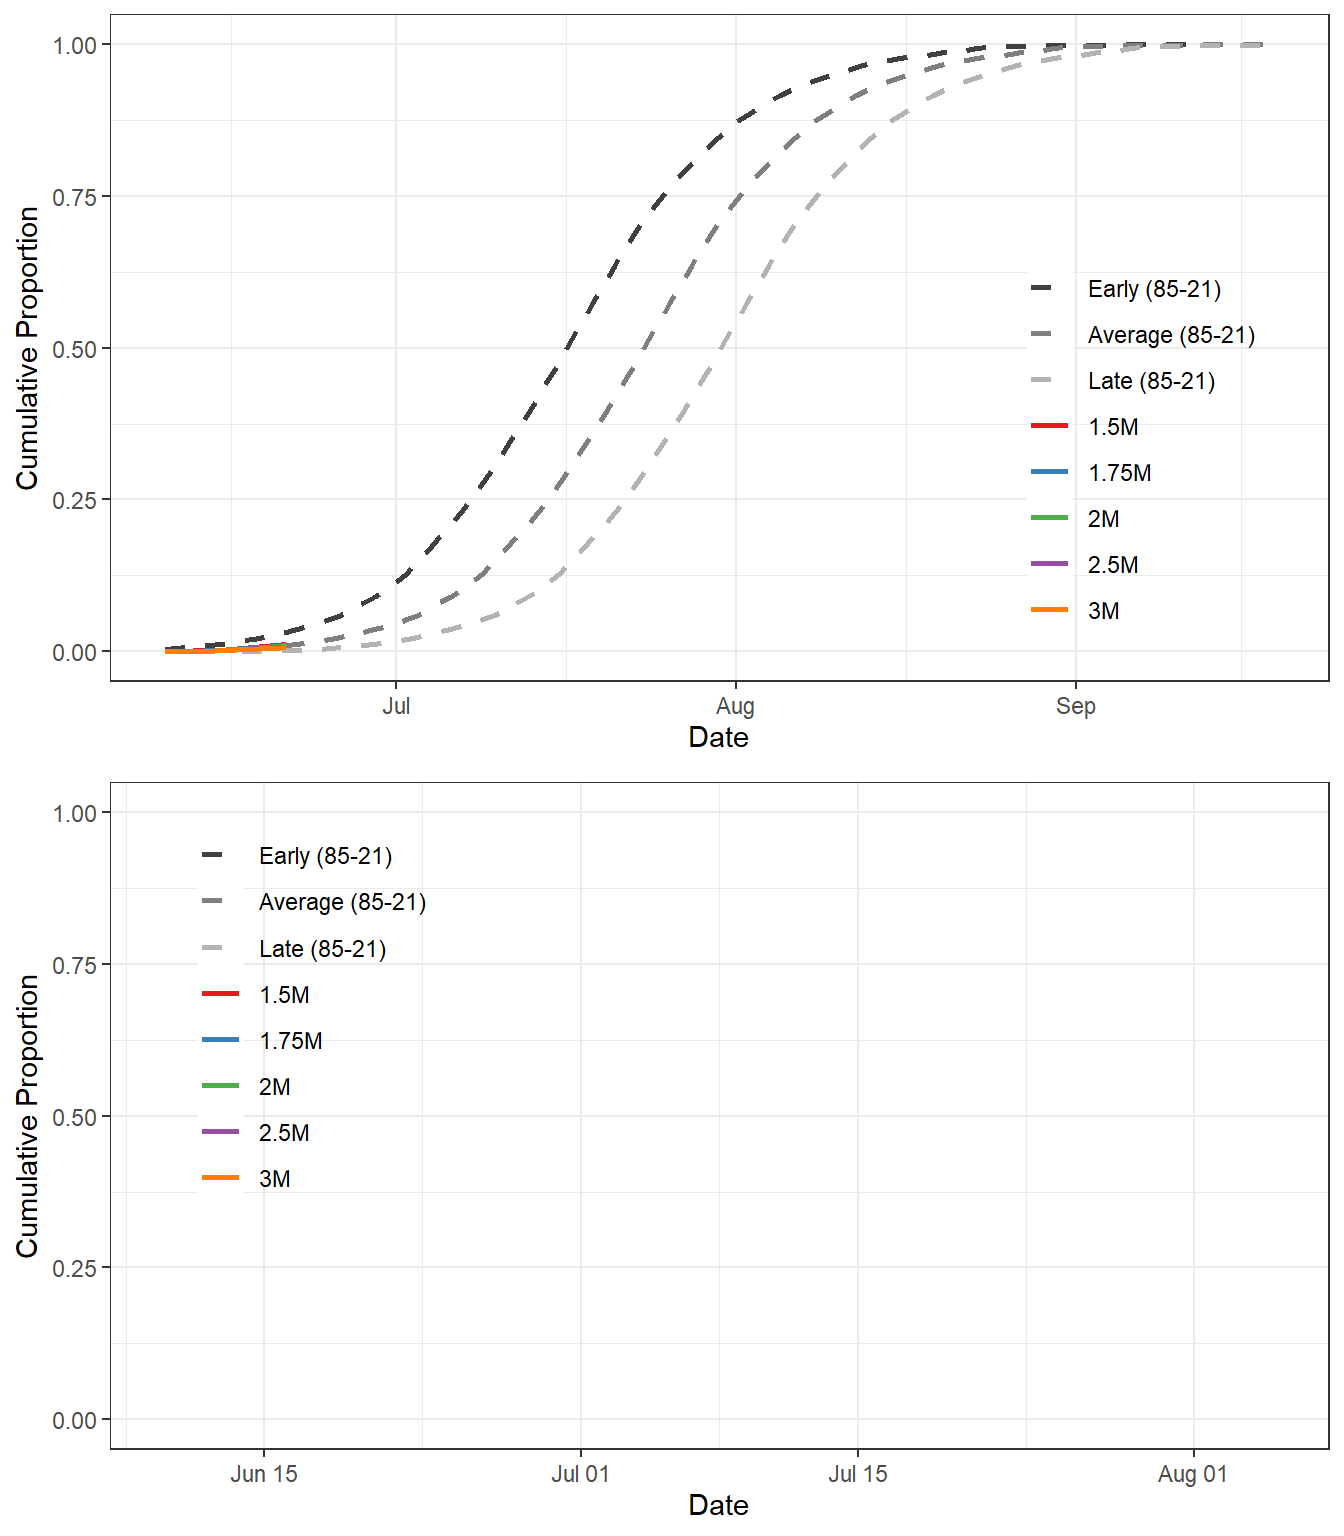 1.00
0.75
0.50
0.25
0.00
Cumulative Proportion
Early (85-21)
Average (85-21)
Late (85-21)
1.5M
1.75M
2M
2.5M
3M
Jul Aug Sep
Date
1.00
0.75
0.50
0.25
0.00
Cumulative Proportion
Early (85-21)
Average (85-21)
Late (85-21)
1.5M
1.75M
2M
2.5M
3M
Jun 15 Jul 01 Jul 15 Aug 01
Date